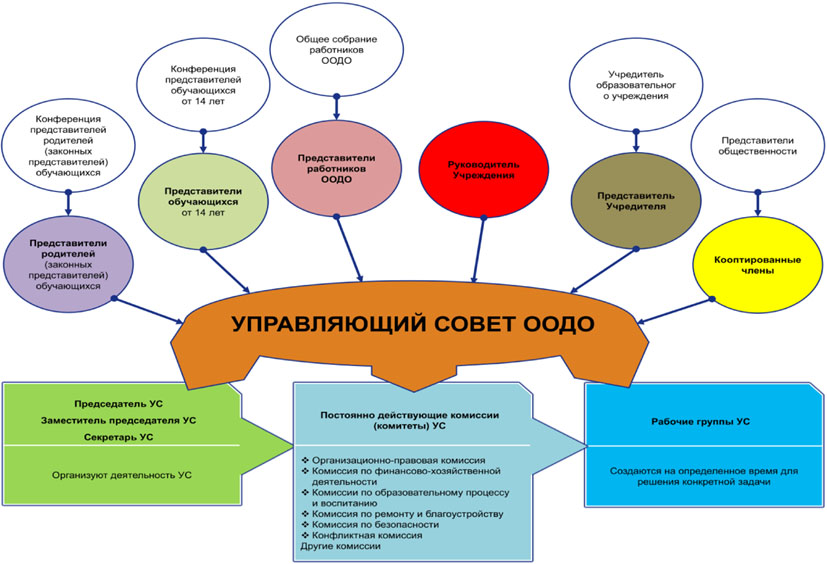 Общее собрание
работников
ООДО
Конференция
представителей
обучающихся
от 14 лет
Учредитель
образовательног
о учреждения
Конференция
представителей
родителей
(законных
представителей)
обучающихся
Представители
общественности
Представители
работников
ООДО
Руководитель
Учреждения
Представители
обучающихся
от 14 лет
Представитель
Учредителя
Представители
родителей
(законных
представителей)
обучающихся
Кооптированные
члены
УПРАВЛЯЮЩИЙ СОВЕТ ООДО
Председатель УС
Заместитель председателя УС
Секретарь УС
Организуют деятельность УС
Постоянно действующие комиссии
(комитеты) УС
❖ Организационно-правовая комиссия
❖ Комиссия по финансово-хозяйственной
деятельности
❖ Комиссии по образовательному процессу
и воспитанию
❖ Комиссия по ремонту и благоустройству
❖ Комиссия по безопасности
❖ Конфликтная комиссия
Другие комиссии
Рабочие группы УС
Создаются на определенное время для
решения конкретной задачи